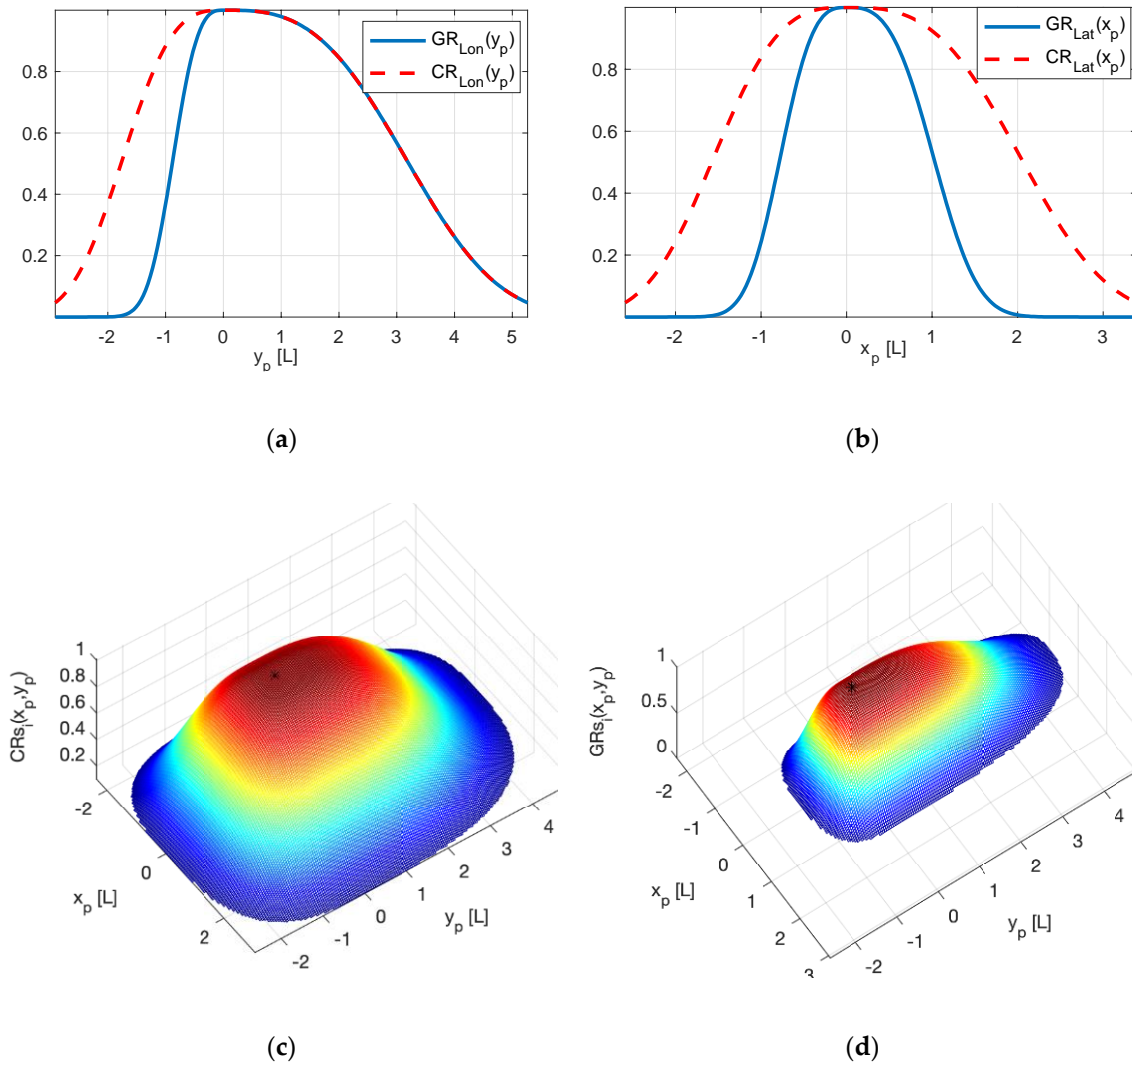 0.8
0.6
0.4
0.2
-2 -1 0 1 2 3 4 5
y_p [L]
GR_Lon(y_p)
CR_Lon(y_p)
(a)
0.8
0.6
0.4
0.2
-2 -1 0 1 2 3
x_p [L]
GR_Lat(x_p)
CR_Lat(x_p)
(b)
1
0.8
0.6
0.4
0.2
CRs_i(x_p,y_p)
-2
0
2
x_p [L]
-2 -1 0 1 2 3 4
y_p [L]
(c)
1
0.5
0
GRs_i(x_p,y_p)
-2
-1
0
1
2
3
x_p [L]
-2 -1 0 1 2 3 4
y_p [L]
(d)